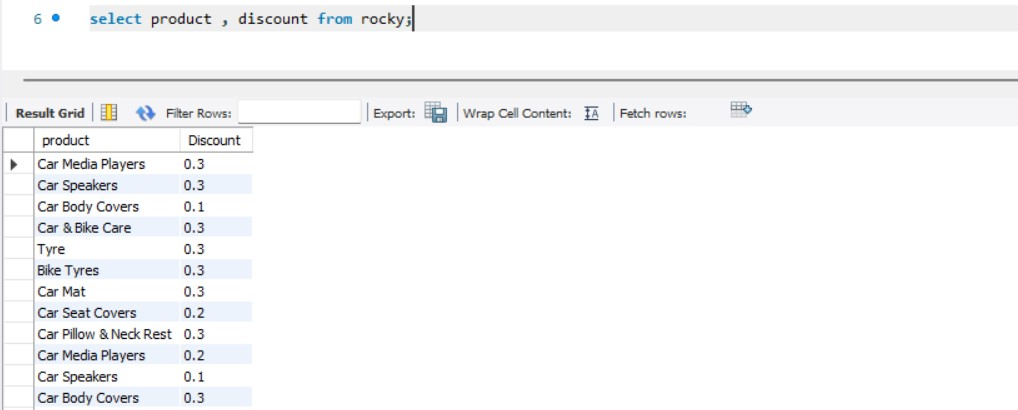 6 select product , discount from rocky;
Result Grid Filter Rows: Export: Wrap Cell Content: IA Fetch rows:
product Discount
Car Media Players 0.3
Car Speakers 0.3
Car Body Covers 0.1
Car & Bike Care 0.3
Tyre 0.3
Bike Tyres 0.3
Car Mat 0.3
Car Seat Covers 0.2
Car Pillow & Neck Rest 0.3
Car Media Players 0.2
Car Speakers 0.1
Car Body Covers 0.3